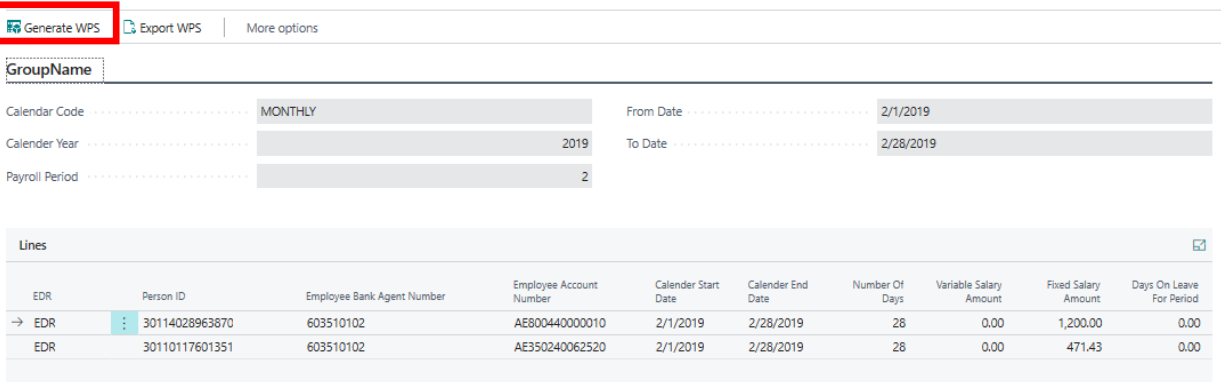 Generate WPS Export WPS More options
GroupName
Calendar Code MONTHLY From Date 2/1/2019
Calender Year 2019 To Date 2/28/2019
Payroll Period 2
Lines
EDR Person ID Employee Bank Agent Number Employee Account Number Calender Start Date Calender End Date Number Of Days Variable Salary Amount Fixed Salary Amount Days On Leave For Period
EDR 30114028963870 603510102 AE800440000010 2/1/2019 2/28/2019 28 0.00 1,200.00 0.00
EDR 30110117601351 603510102 AE350240062520 2/1/2019 2/28/2019 28 0.00 471.43 0.00